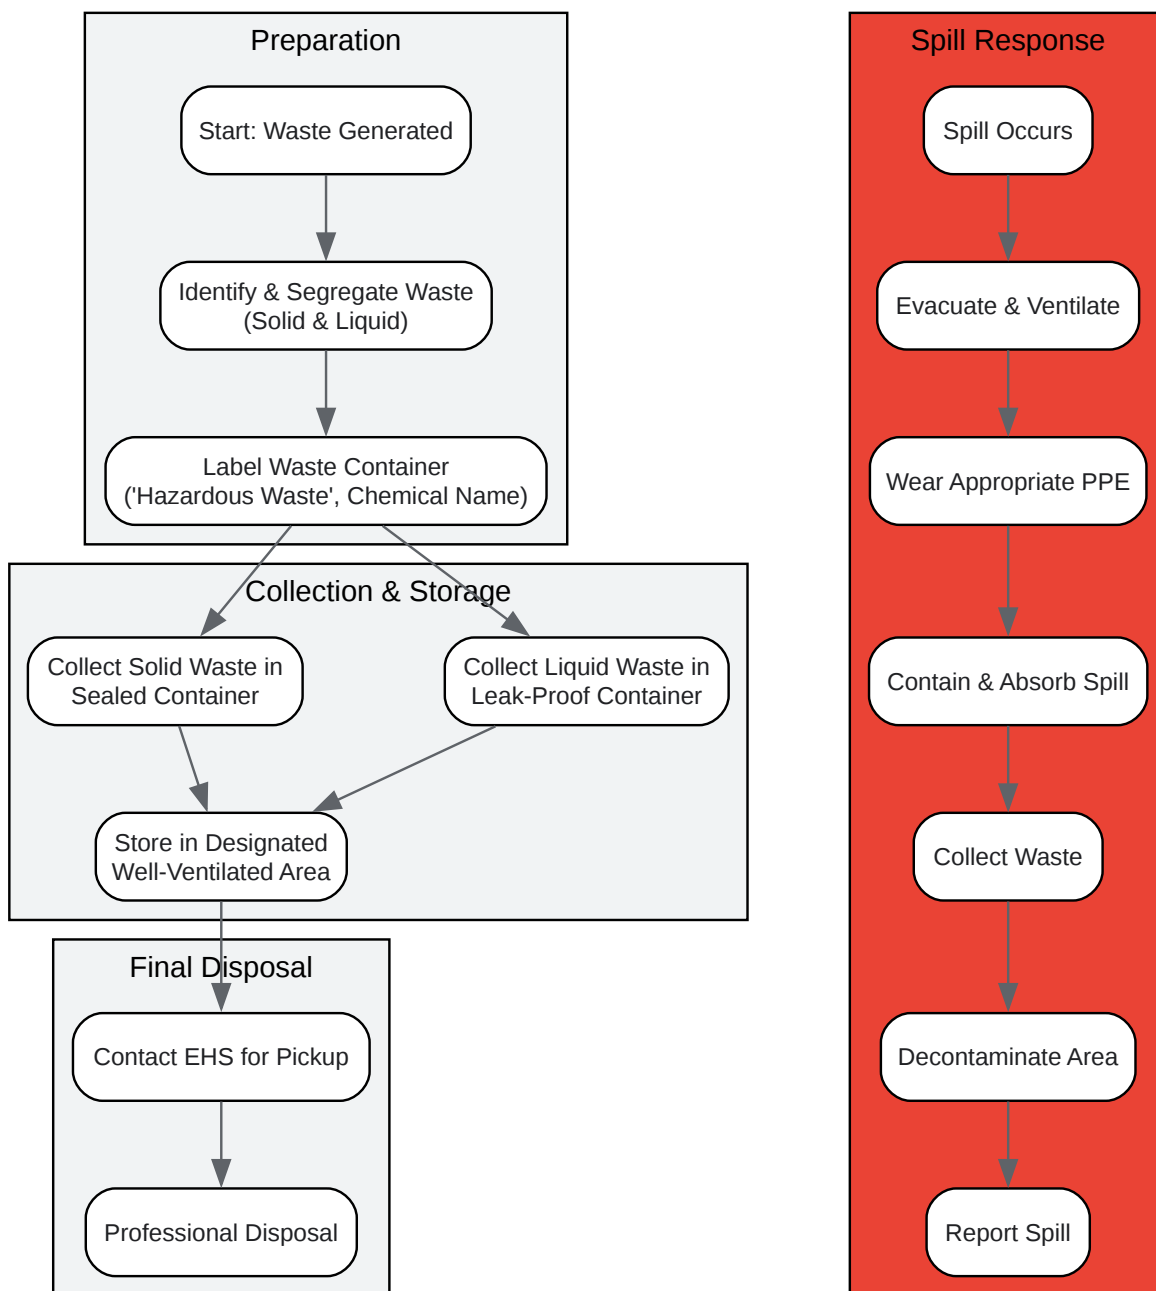 Preparation
Start: Waste Generated
Identify & Segregate Waste
(Solid & Liquid)
Label Waste Container
('Hazardous Waste', Chemical Name)
Collection & Storage
Collect Solid Waste in
Sealed Container
Collect Liquid Waste in
Leak-Proof Container
Store in Designated
Well-Ventilated Area
Final Disposal
Contact EHS for Pickup
Professional Disposal
Spill Response
Spill Occurs
Evacuate & Ventilate
Wear Appropriate PPE
Contain & Absorb Spill
Collect Waste
Decontaminate Area
Report Spill